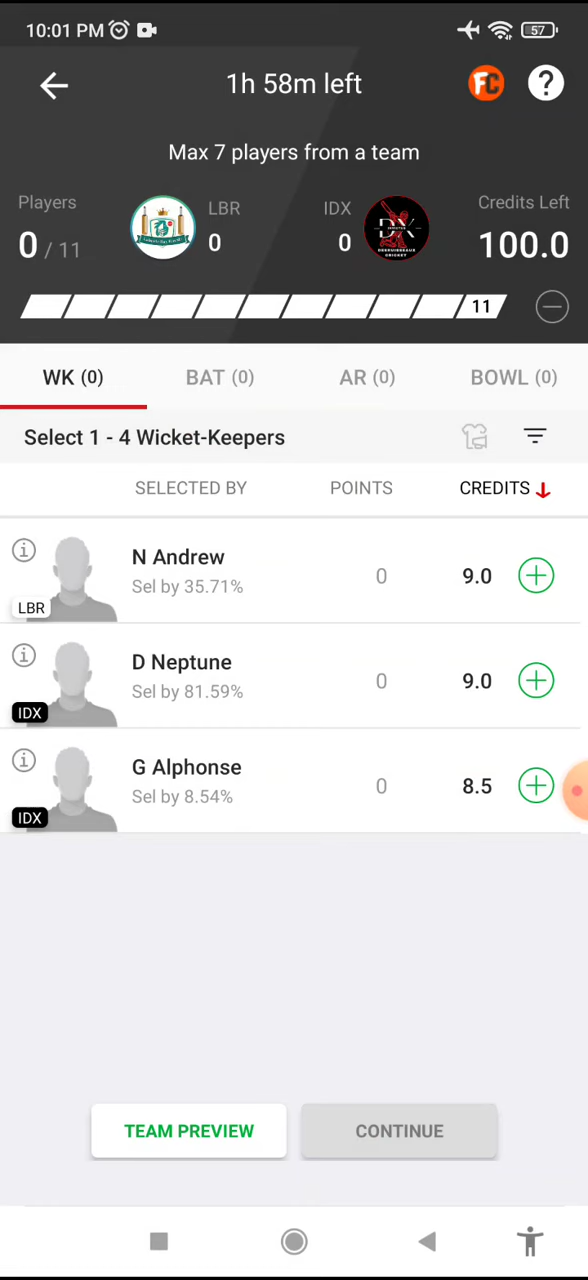 10:01 PM
57
1h 58m left
FC
?
Max 7 players from a team
Players
LBR
IDX
Credits Left
0 / 11
0
0
100.0
DX
CRICKET
11
WK (0)
BAT (0)
AR (0)
BOWL (0)
Select 1 - 4 Wicket-Keepers
SELECTED BY
POINTS
CREDITS
N Andrew
Sel by 35.71%
0
9.0
LBR
D Neptune
Sel by 81.59%
0
9.0
IDX
G Alphonse
Sel by 8.54%
0
8.5
IDX
TEAM PREVIEW
CONTINUE